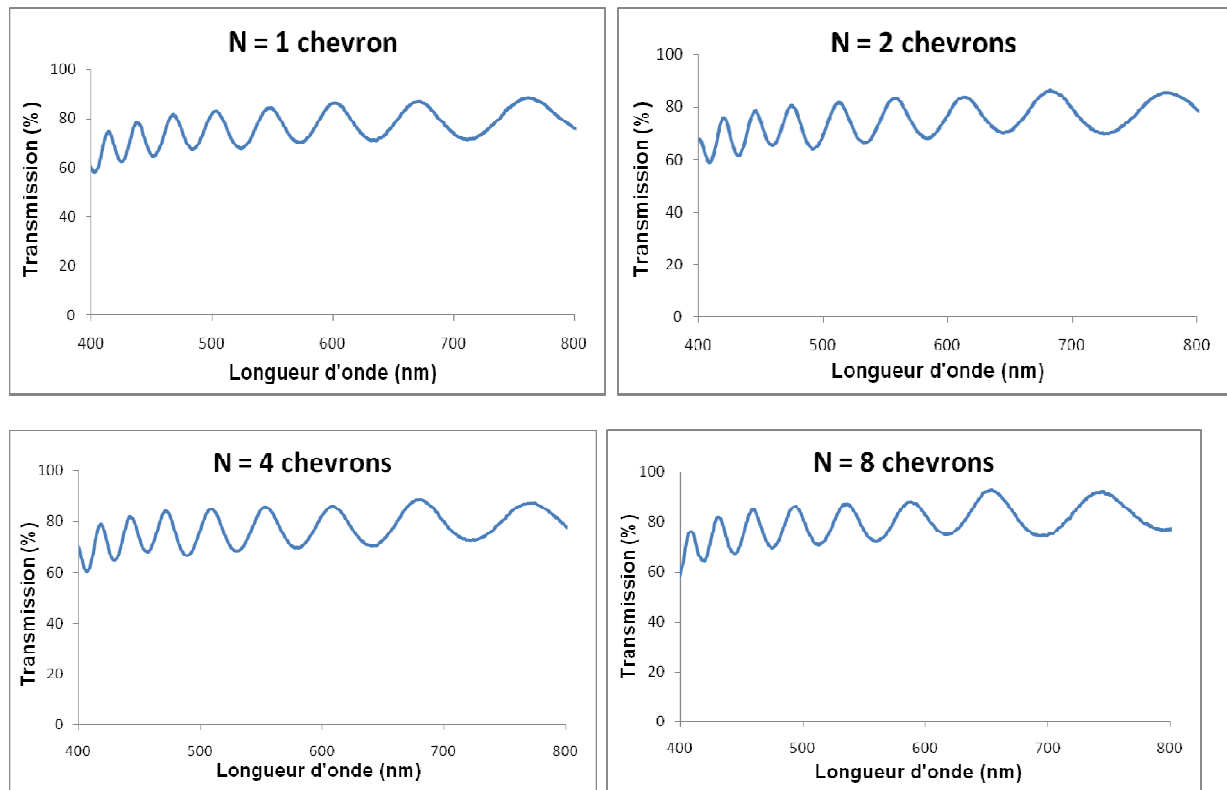 N = 1 chevron
Transmission (%)
100
80
60
40
20
0
400 500 600 700 800
Longueur d'onde (nm)
N = 2 chevrons
Transmission (%)
100
80
60
40
20
0
400 500 600 700 800
Longueur d'onde (nm)
N = 4 chevrons
Transmission (%)
100
80
60
40
20
0
400 500 600 700 800
Longueur d'onde (nm)
N = 8 chevrons
Transmission (%)
100
80
60
40
20
0
400 500 600 700 800
Longueur d'onde (nm)